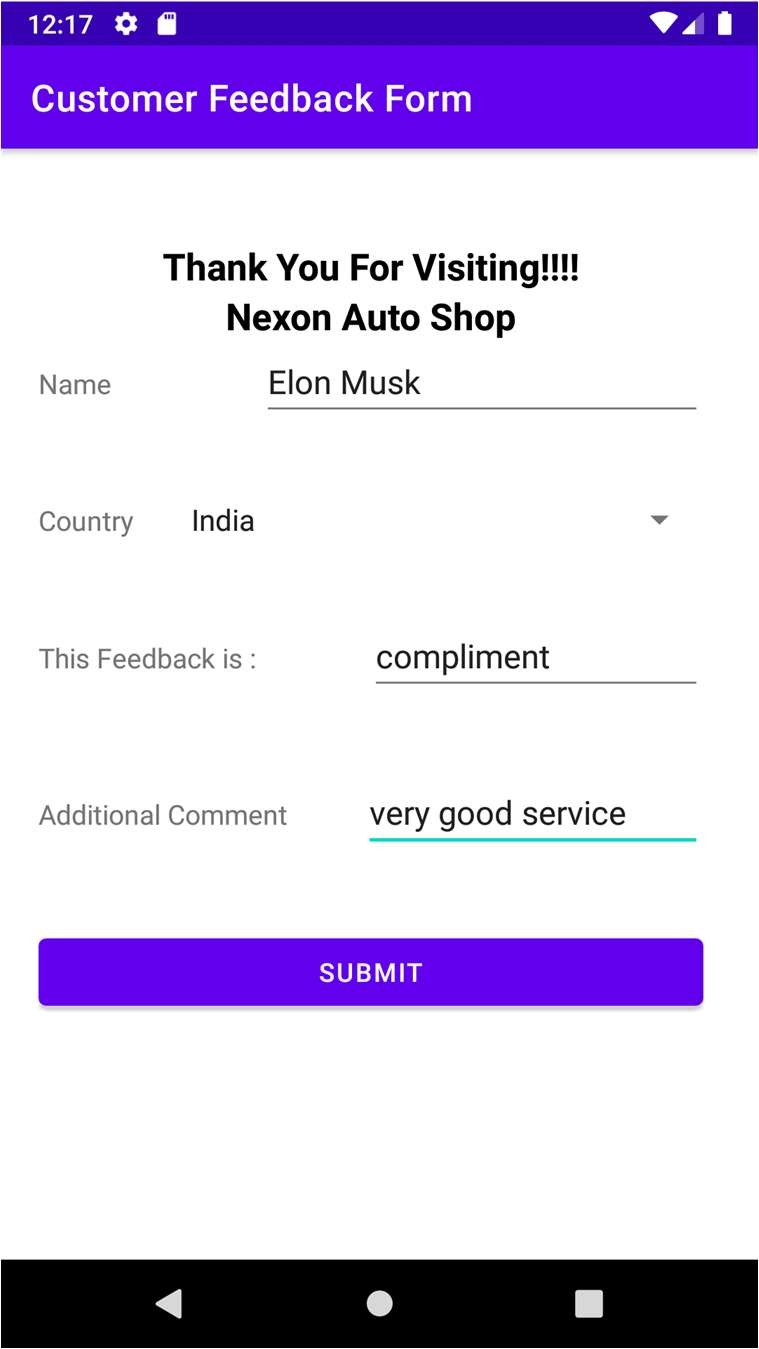 12:17
Customer Feedback Form
Thank You For Visiting!!!!
Nexon Auto Shop
Name Elon Musk
Country India
This Feedback is : compliment
Additional Comment very good service
SUBMIT